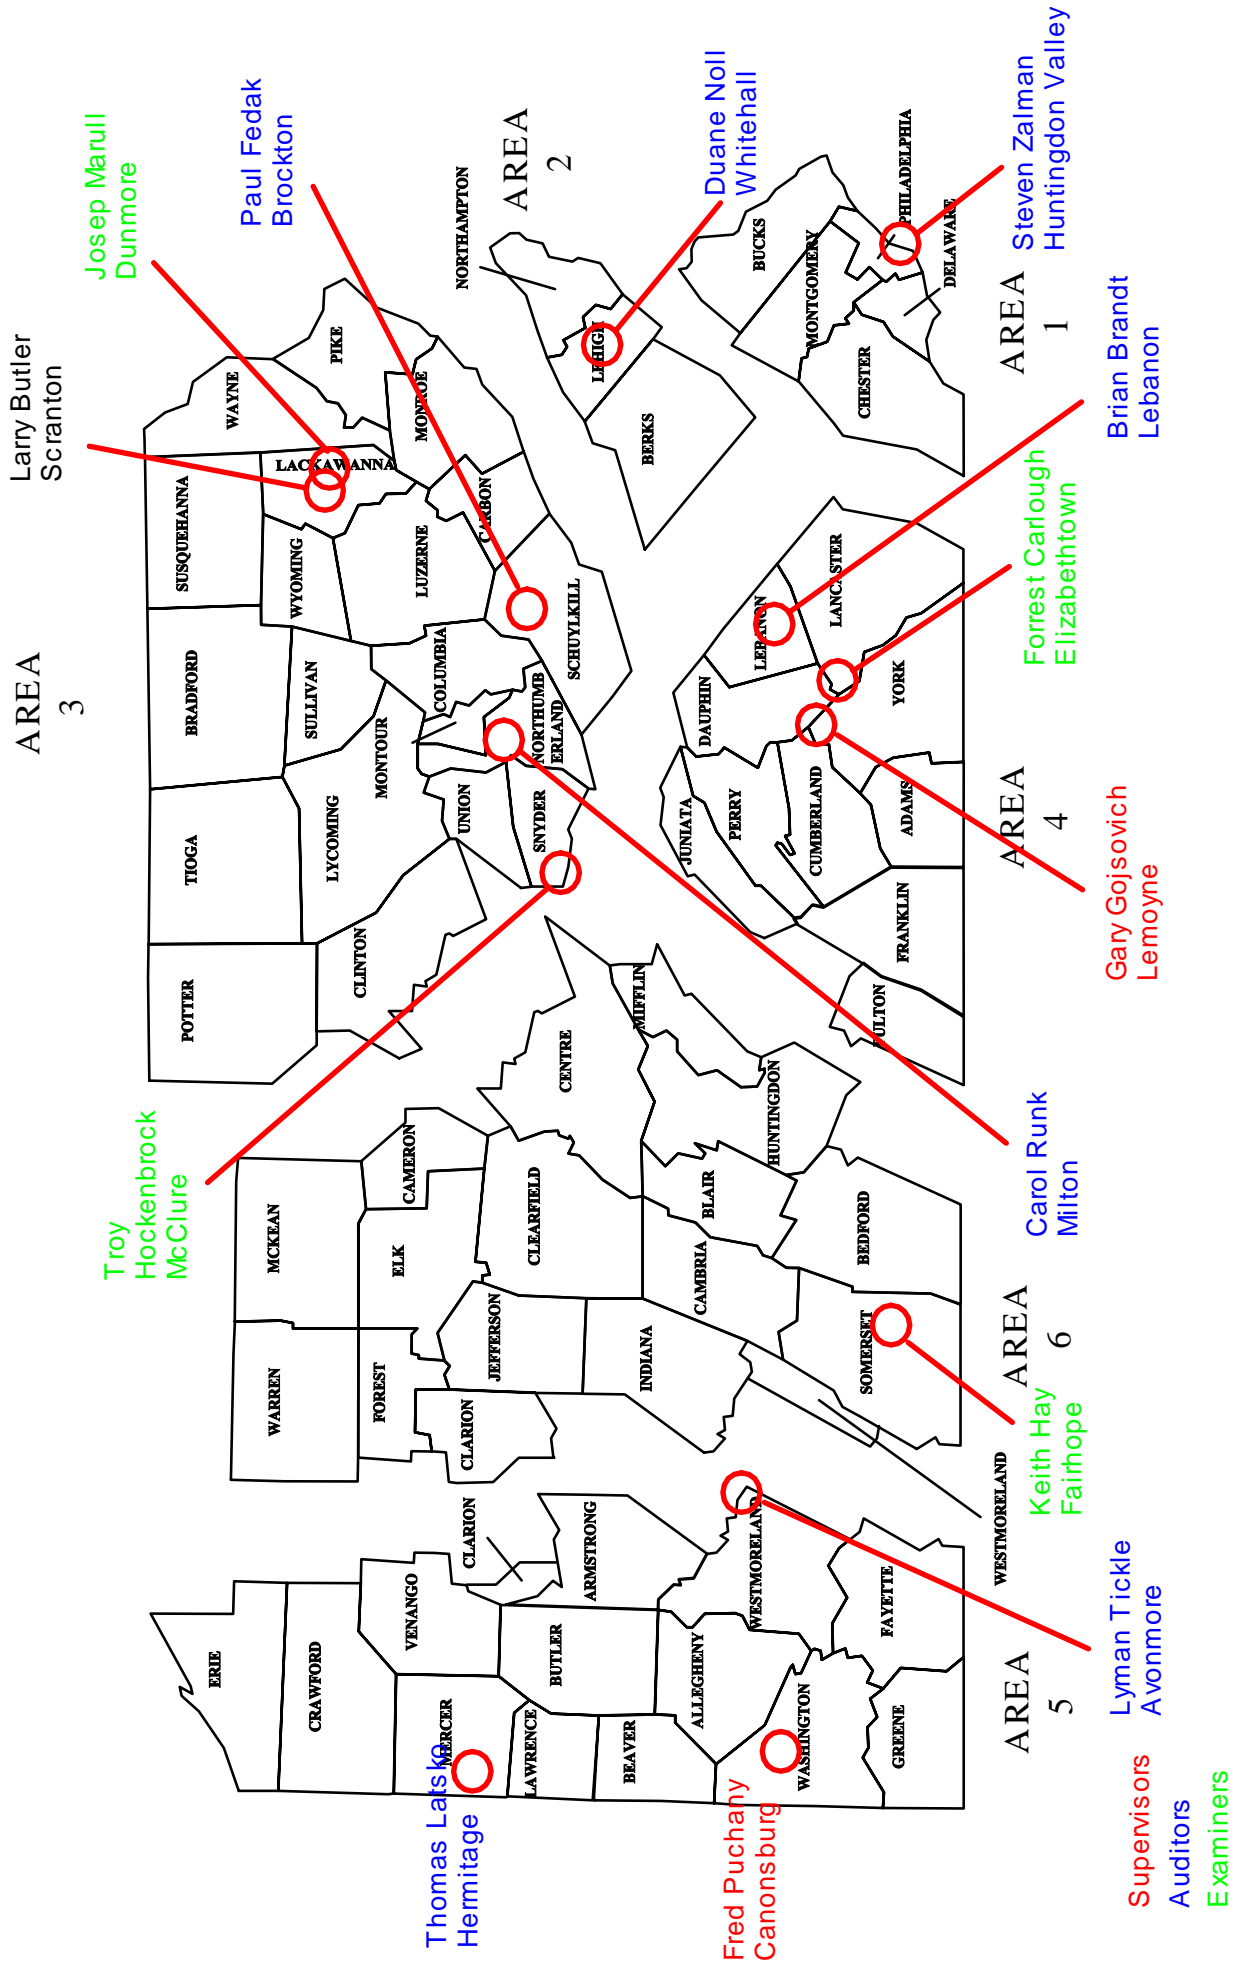 Larry Butler
Scranton
Josep Marull
Dunmore
Paul Fedak
Brockton
AREA
3
AREA
2
NORTHAMPTON
Duane Noll
Whitehall
Steven Zalman
Huntingdon Valley
Brian Brandt
Lebanon
Forrest Carlough
Elizabethtown
Gary Gojsovich
Lemoyne
Carol Runk
Milton
Troy
Hockenbrock
McClure
Keith Hay
Fairhope
Lyman Tickle
Avonmore
Thomas Latsko
Hermitage
Fred Puchany
Canonsburg
AREA
1
AREA
4
AREA
6
AREA
5
ERIE
CRAWFORD
MERCER
VENANGO
LAWRENCE
BUTLER
BEAVER
CLARION
ARMSTRONG
ALLEGHENY
WESTMORELAND
WASHINGTON
FAYETTE
GREENE
WESTMORELAND
WARREN
MCKEAN
FOREST
ELK
CAMERON
CLARION
JEFFERSON
CLEARFIELD
CENTRE
INDIANA
CAMBRIA
BLAIR
MIFFLIN
HUNTINGDON
SOMERSET
BEDFORD
POTTER
TIOGA
BRADFORD
SUSQUEHANNA
WAYNE
CLINTON
LYCOMING
SULLIVAN
WYOMING
LACKAWANNA
PIKE
MONTOUR
COLUMBIA
LUZERNE
MONROE
UNION
SNYDER
NORTHUMB
ERLAND
SCHUYLKILL
CARBON
JUNIATA
PERRY
DAUPHIN
LEBANON
LANCASTER
CUMBERLAND
YORK
ADAMS
FRANKLIN
FULTON
BERKS
LEHIGH
BUCKS
MONTGOMERY
CHESTER
PHILADELPHIA
DELAWARE
Supervisors
Auditors
Examiners